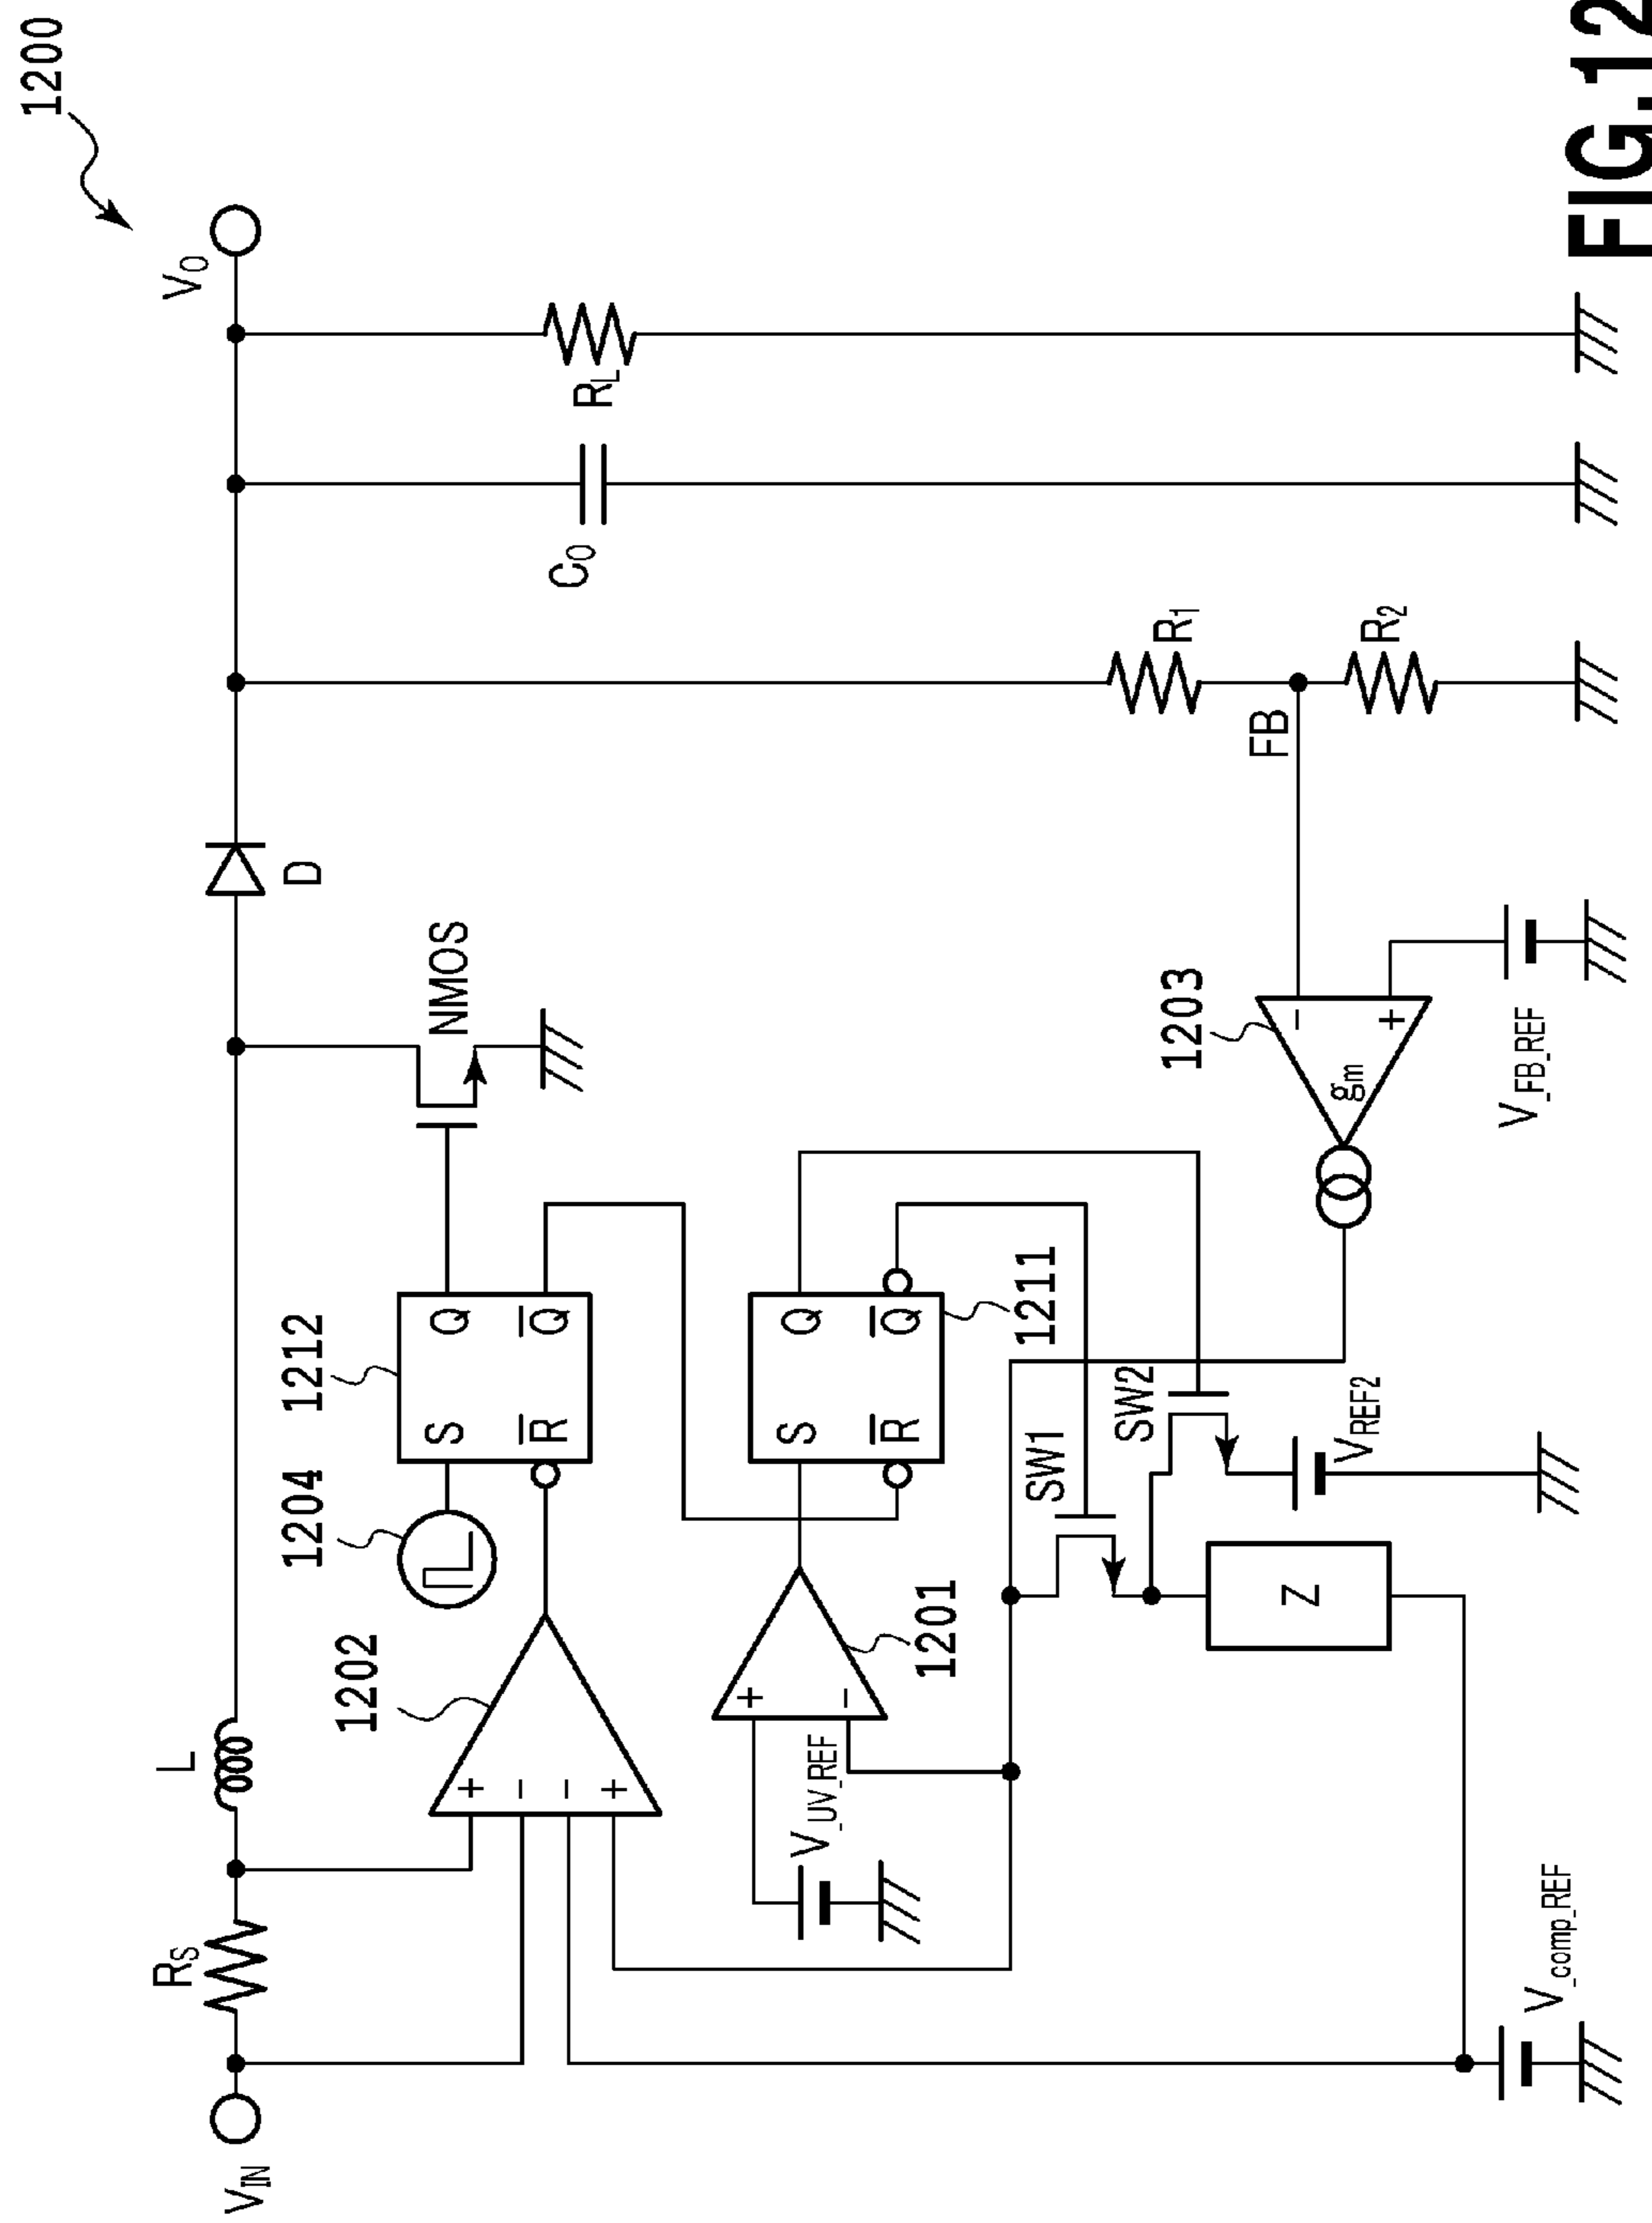 1200
V_IN
R_S
L
D
V_O
1202
+
−
−
+
1204
1212
S
Q
R̅
Q̅
NMOS
C_O
R_L
V_UV_REF
+
−
1201
S
Q
R̅
Q̅
1211
SW1
SW2
V_REF2
Z
1203
−
+
gm
FB
R_1
R_2
V_comp_REF
V_FB_REF
FIG.12